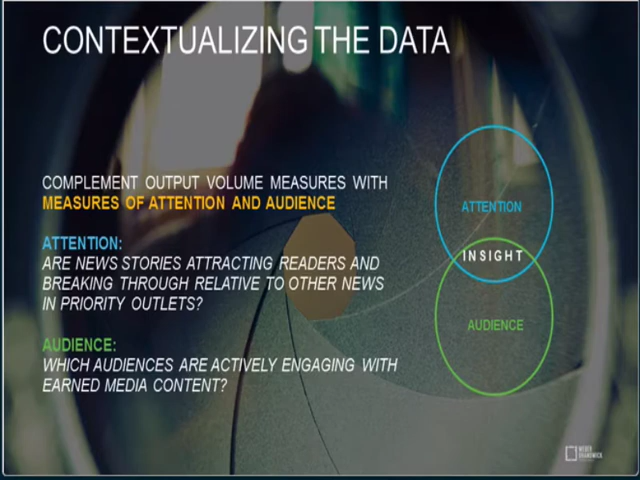 CONTEXTUALIZING THE DATA
COMPLEMENT OUTPUT VOLUME MEASURES WITH
MEASURES OF ATTENTION AND AUDIENCE
ATTENTION:
ARE NEWS STORIES ATTRACTING READERS AND
BREAKING THROUGH RELATIVE TO OTHER NEWS
IN PRIORITY OUTLETS?
AUDIENCE:
WHICH AUDIENCES ARE ACTIVELY ENGAGING WITH
EARNED MEDIA CONTENT?
ATTENTION
INSIGHT
AUDIENCE
WEBER
SHANDWICK